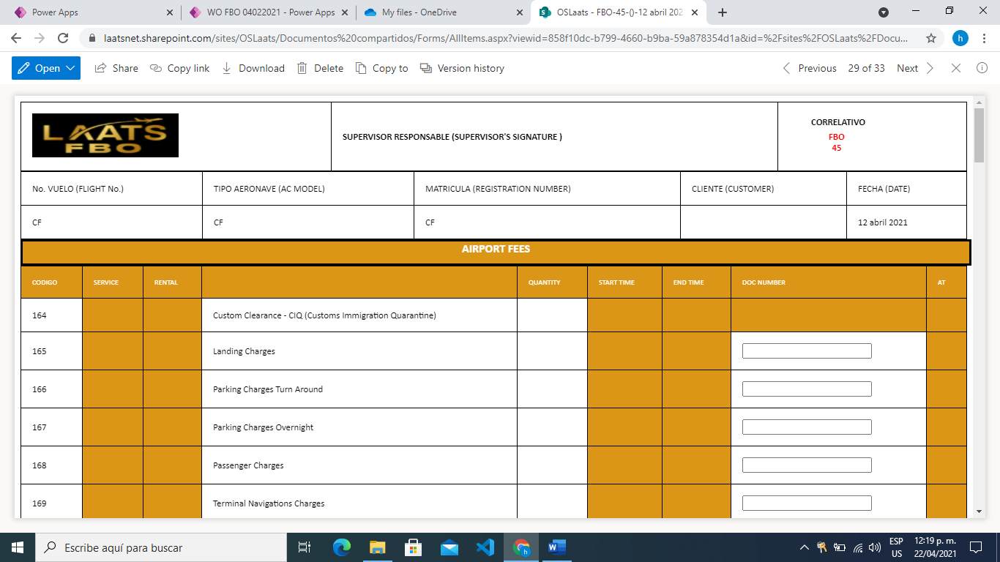 Power Apps
WO FBO 04022021 - Power Apps
My files - OneDrive
OSLaats - FBO-45-()-12 abril 202
laatsnet.sharepoint.com/sites/OSLaats/Documentos%20compartidos/Forms/AllItems.aspx?viewid=858f10dc-b799-4660-b9ba-59a878354d1a&id=%2Fsites%2FOSLaats%2FDocu...
h
Open
Share
Copy link
Download
Delete
Copy to
Version history
Previous
29 of 33
Next
LAATS
FBO
SUPERVISOR RESPONSABLE (SUPERVISOR'S SIGNATURE )
CORRELATIVO
FBO
45
No. VUELO (FLIGHT No.)
TIPO AERONAVE (AC MODEL)
MATRICULA (REGISTRATION NUMBER)
CLIENTE (CUSTOMER)
FECHA (DATE)
CF
CF
CF
12 abril 2021
AIRPORT FEES
CODIGO
SERVICE
RENTAL
QUANTITY
START TIME
END TIME
DOC NUMBER
AT
164
Custom Clearance - CIQ (Customs Immigration Quarantine)
165
Landing Charges
166
Parking Charges Turn Around
167
Parking Charges Overnight
168
Passenger Charges
169
Terminal Navigations Charges
Escribe aquí para buscar
h
ESP
US
12:19 p. m.
22/04/2021